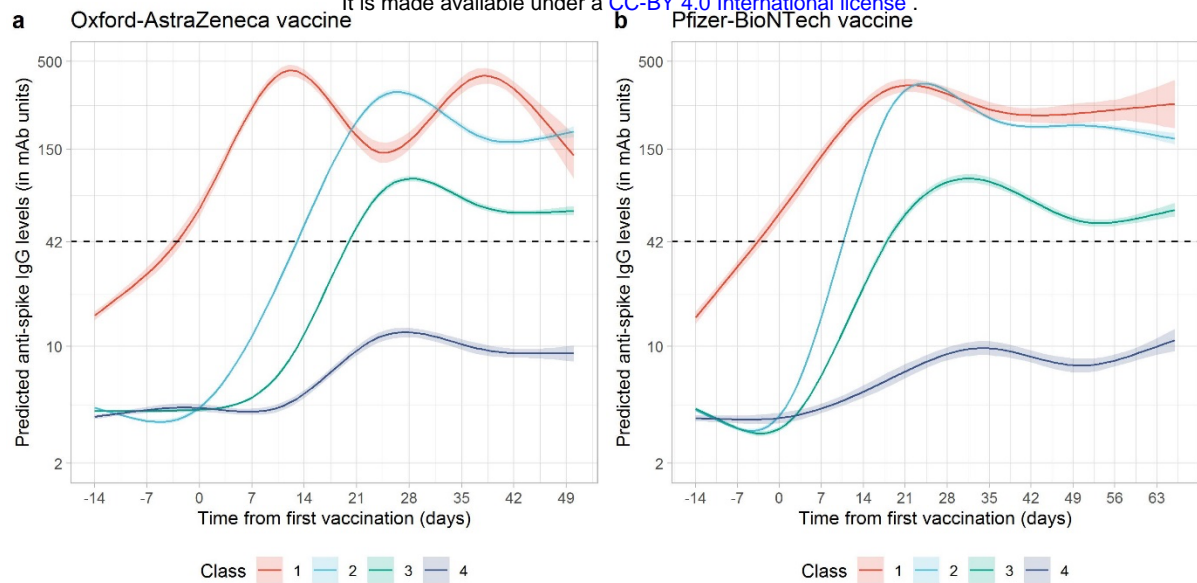 It is made available under a CC-BY 4.0 International license .
a Oxford-AstraZeneca vaccine
b Pfizer-BioNTech vaccine
Predicted anti-spike IgG levels (in mAb units)
500
150
42
10
2
-14 -7 0 7 14 21 28 35 42 49
Time from first vaccination (days)
Class 1 2 3 4
Predicted anti-spike IgG levels (in mAb units)
500
150
42
10
2
-14 -7 0 7 14 21 28 35 42 49 56 63
Time from first vaccination (days)
Class 1 2 3 4